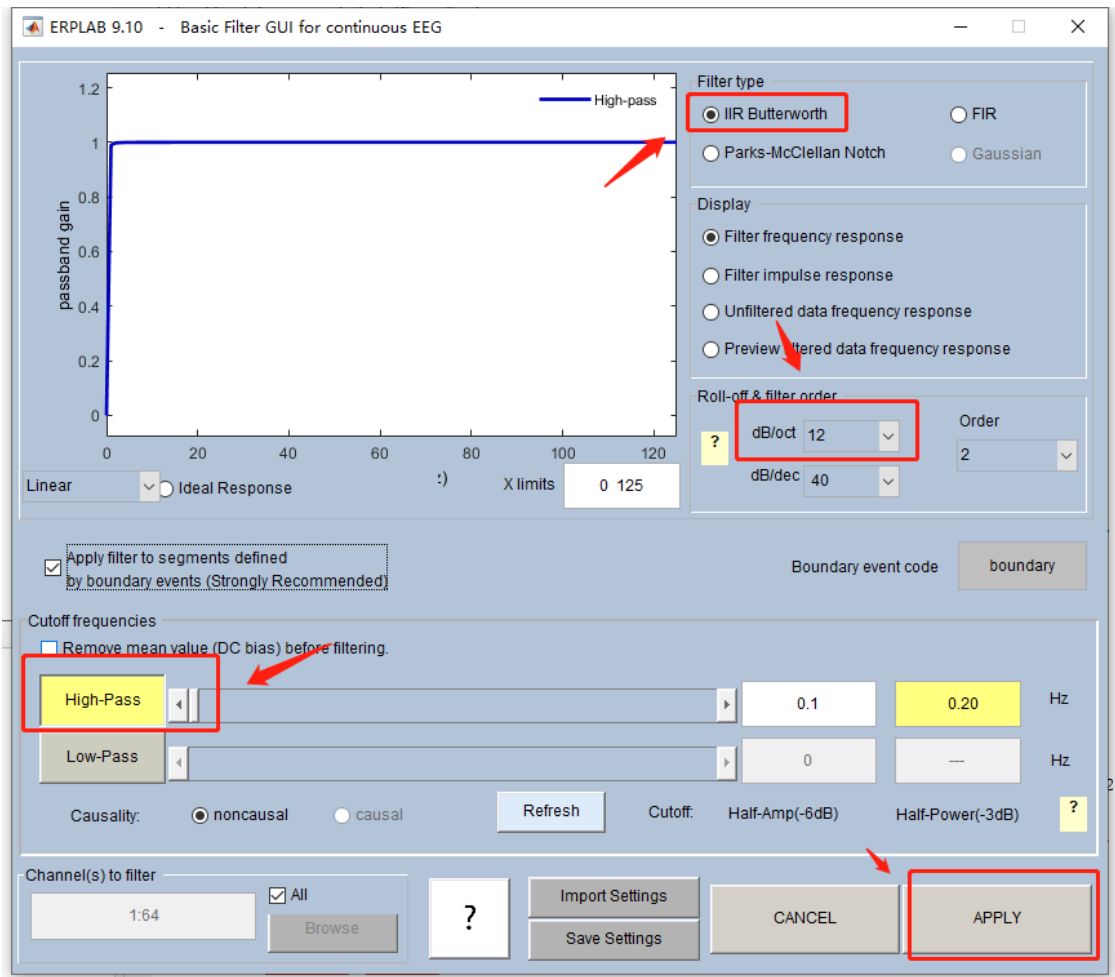 ERPLAB 9.10 - Basic Filter GUI for continuous EEG
1.2
1
0.8
0.6
0.4
0.2
0
passband gain
High-pass
0 20 40 60 80 100 120
Linear
Ideal Response
:)
X limits
0 125
Filter type
IIR Butterworth
FIR
Parks-McClellan Notch
Gaussian
Display
Filter frequency response
Filter impulse response
Unfiltered data frequency response
Preview filtered data frequency response
Roll-off & filter order
?
dB/oct 12
dB/dec 40
Order
2
Apply filter to segments defined
by boundary events (Strongly Recommended)
Boundary event code
boundary
Cutoff frequencies
Remove mean value (DC bias) before filtering.
High-Pass
0.1
0.20
Hz
Low-Pass
0
---
Hz
Causality:
noncausal
causal
Refresh
Cutoff:
Half-Amp(-6dB)
Half-Power(-3dB)
?
Channel(s) to filter
1:64
All
Browse
?
Import Settings
Save Settings
CANCEL
APPLY